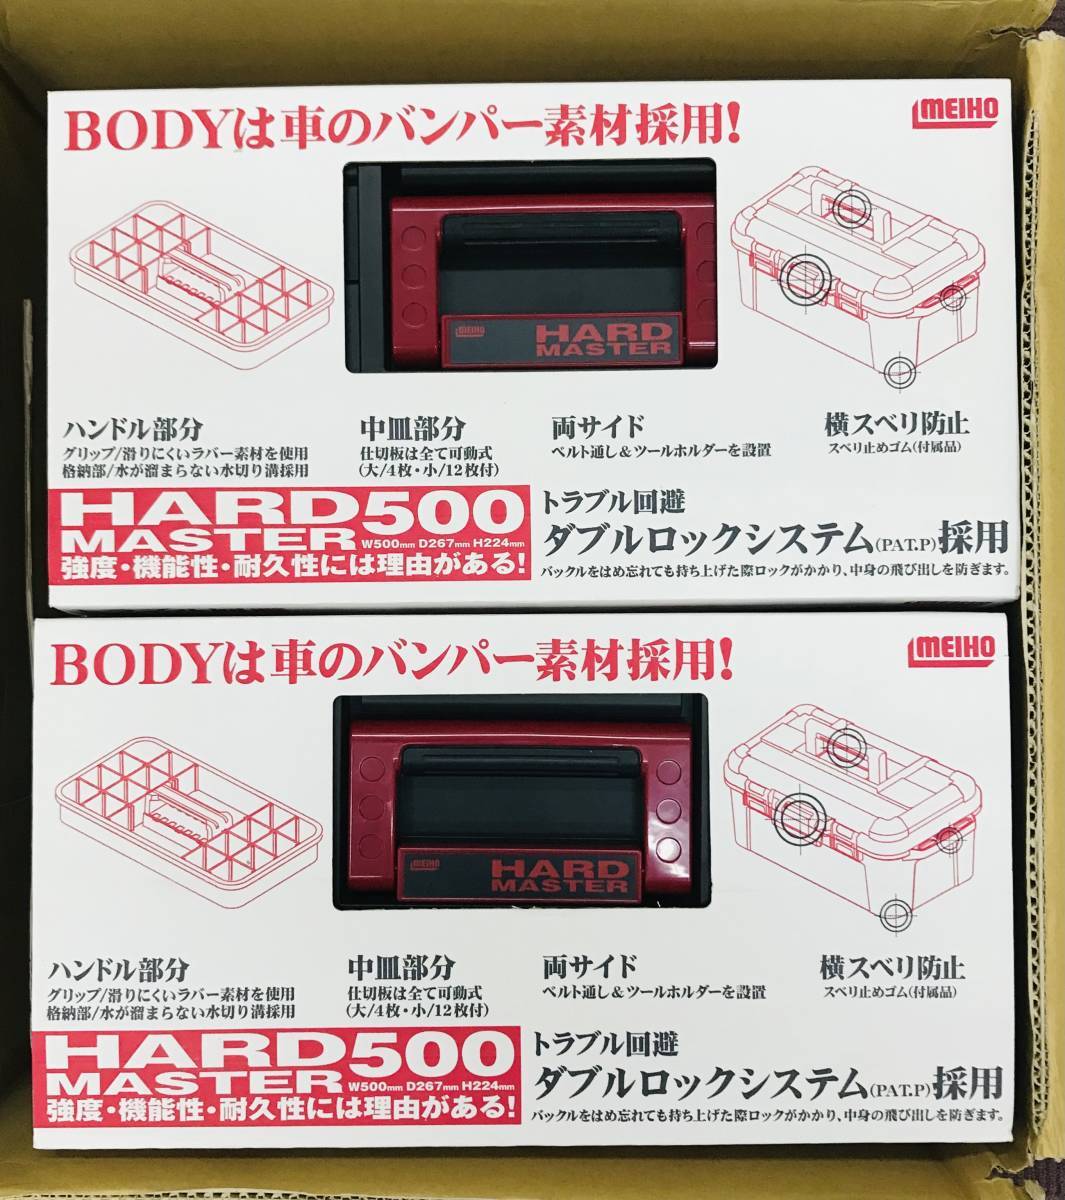 BODYは車のバンパー素材採用!
MEIHO
MEIHO
HARD
MASTER
ハンドル部分
グリップ/滑りにくいラバー素材を使用
格納部/水が溜まらない水切り溝採用
中皿部分
仕切板は全て可動式
(大/4枚・小/12枚付)
両サイド
ベルト通し&ツールホルダーを設置
横スベリ防止
スベリ止めゴム(付属品)
HARD
MASTER
500
W500mm D267mm H224mm
強度・機能性・耐久性には理由がある!
トラブル回避
ダブルロックシステム(PAT.P)採用
バックルをはめ忘れても持ち上げた際ロックがかかり、中身の飛び出しを防ぎます。
BODYは車のバンパー素材採用!
MEIHO
MEIHO
HARD
MASTER
ハンドル部分
グリップ/滑りにくいラバー素材を使用
格納部/水が溜まらない水切り溝採用
中皿部分
仕切板は全て可動式
(大/4枚・小/12枚付)
両サイド
ベルト通し&ツールホルダーを設置
横スベリ防止
スベリ止めゴム(付属品)
HARD
MASTER
500
W500mm D267mm H224mm
強度・機能性・耐久性には理由がある!
トラブル回避
ダブルロックシステム(PAT.P)採用
バックルをはめ忘れても持ち上げた際ロックがかかり、中身の飛び出しを防ぎます。